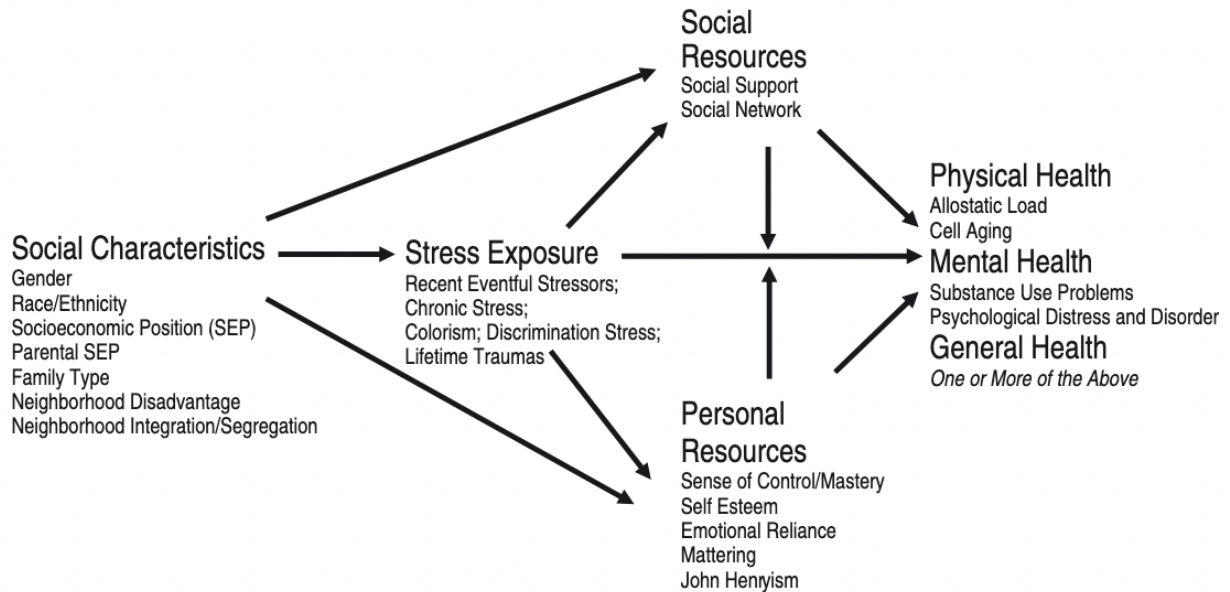 Social
Resources
Social Support
Social Network
Physical Health
Allostatic Load
Cell Aging
Mental Health
Substance Use Problems
Psychological Distress and Disorder
General Health
One or More of the Above
Social Characteristics
Gender
Race/Ethnicity
Socioeconomic Position (SEP)
Parental SEP
Family Type
Neighborhood Disadvantage
Neighborhood Integration/Segregation
Stress Exposure
Recent Eventful Stressors;
Chronic Stress;
Colorism; Discrimination Stress;
Lifetime Traumas
Personal
Resources
Sense of Control/Mastery
Self Esteem
Emotional Reliance
Mattering
John Henryism